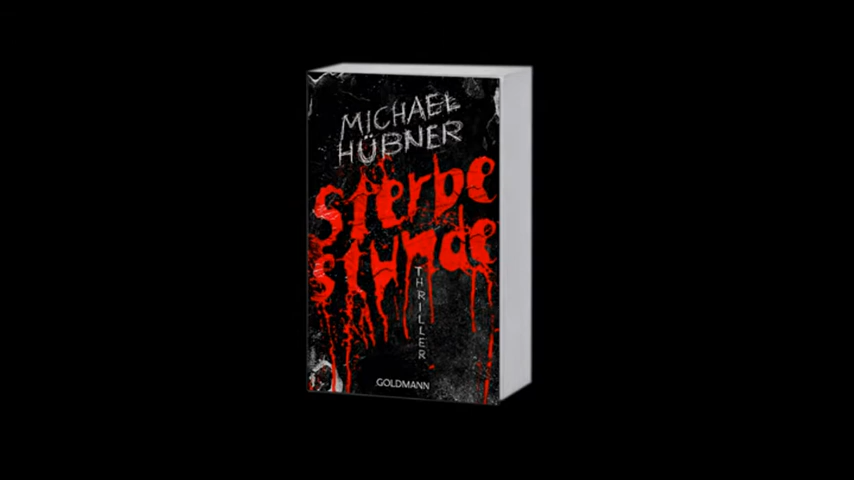 MICHAEL
HÜBNER
Sterbe
stunde
THRILLER
GOLDMANN